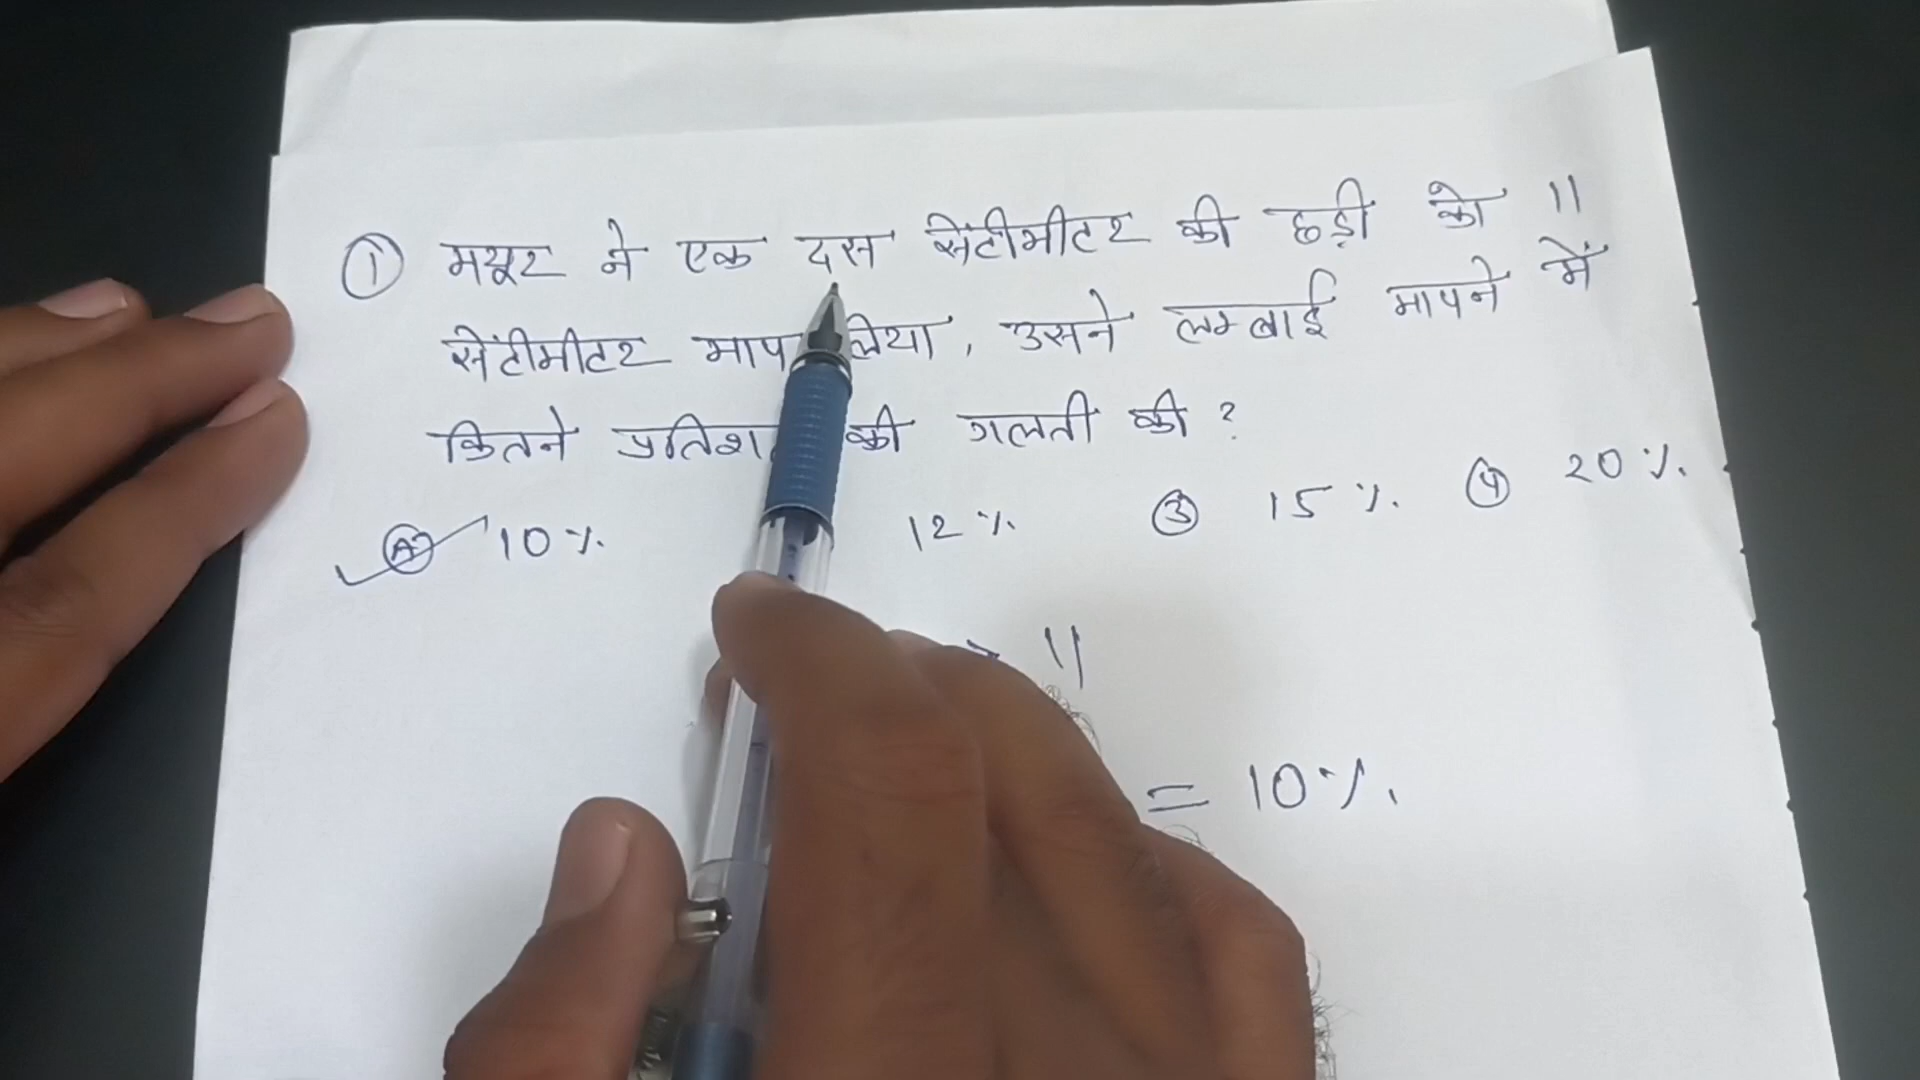 ① मयूर ने एक दस सेंटीमीटर की छड़ी को 11
सेंटीमीटर माप लिया, उसने लम्बाई मापने में
कितने प्रतिशत की गलती की ?
Ⓐ 10% 12% ③ 15% ④ 20%
11
= 10%